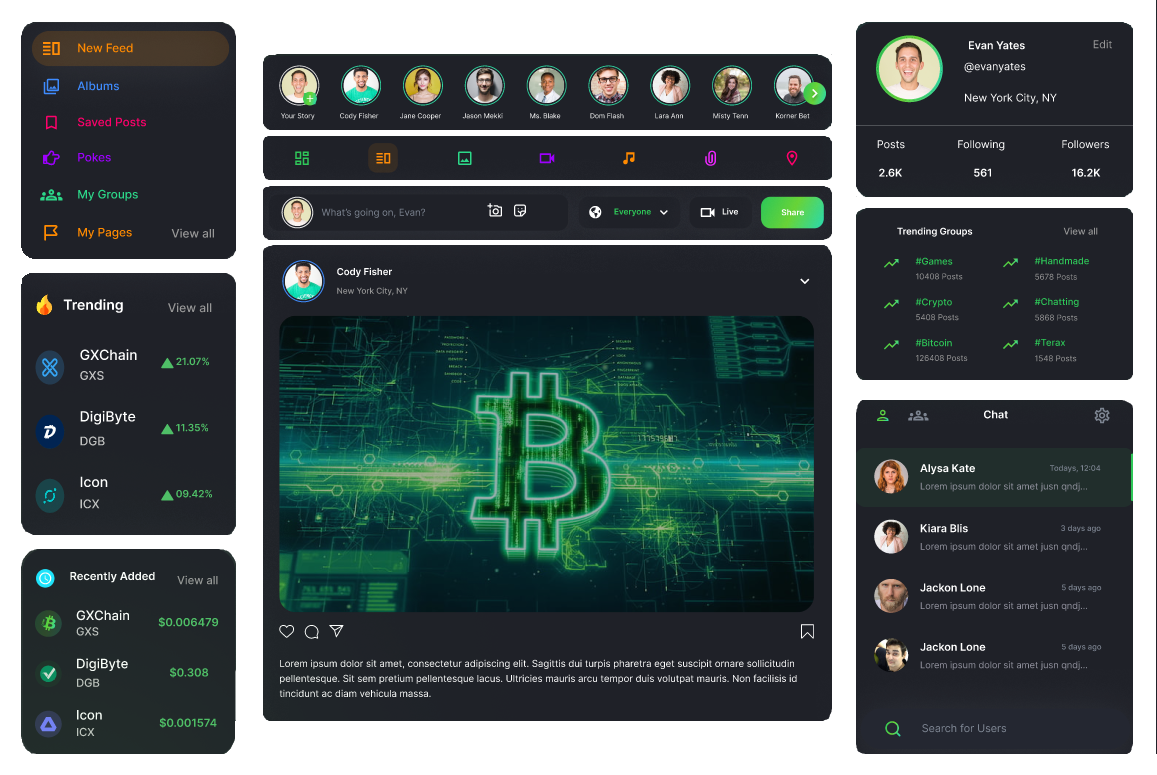 New Feed
Albums
Saved Posts
Pokes
My Groups
My Pages
View all
Trending
View all
GXChain
GXS
21.07%
DigiByte
DGB
11.35%
Icon
ICX
09.42%
Recently Added
View all
GXChain
GXS
$0.006479
DigiByte
DGB
$0.308
Icon
ICX
$0.001574
Your Story
Cody Fisher
Jane Cooper
Jason Mekki
Ms. Blake
Dom Flash
Lara Ann
Misty Tenn
Korner Bet
What's going on, Evan?
Everyone
Live
Share
Cody Fisher
New York City, NY
Lorem ipsum dolor sit amet, consectetur adipiscing elit. Sagittis dui turpis pharetra eget suscipit ornare sollicitudin
pellentesque. Sit sem pretium pellentesque lacus. Ultricies mauris arcu tempor duis volutpat mauris. Non facilisis id
tincidunt ac diam vehicula massa.
Evan Yates
Edit
@evanyates
New York City, NY
Posts
Following
Followers
2.6K
561
16.2K
Trending Groups
View all
#Games
10408 Posts
#Handmade
5678 Posts
#Crypto
5408 Posts
#Chatting
5868 Posts
#Bitcoin
126408 Posts
#Terax
1548 Posts
Chat
Alysa Kate
Todays, 12:04
Lorem ipsum dolor sit amet jusn qndj...
Kiara Blis
3 days ago
Lorem ipsum dolor sit amet jusn qndj...
Jackon Lone
5 days ago
Lorem ipsum dolor sit amet jusn qndj...
Jackon Lone
5 days ago
Lorem ipsum dolor sit amet jusn qndj...
Search for Users